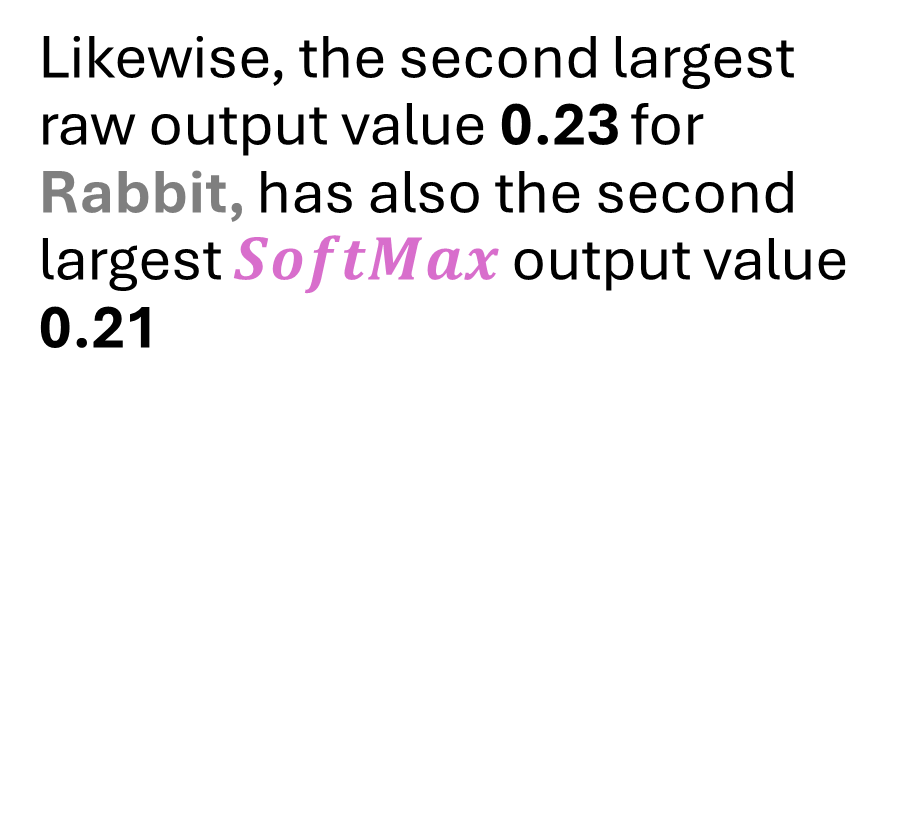 Likewise, the second largest
raw output value 0.23 for
Rabbit, has also the second
largest SoftMax output value
0.21